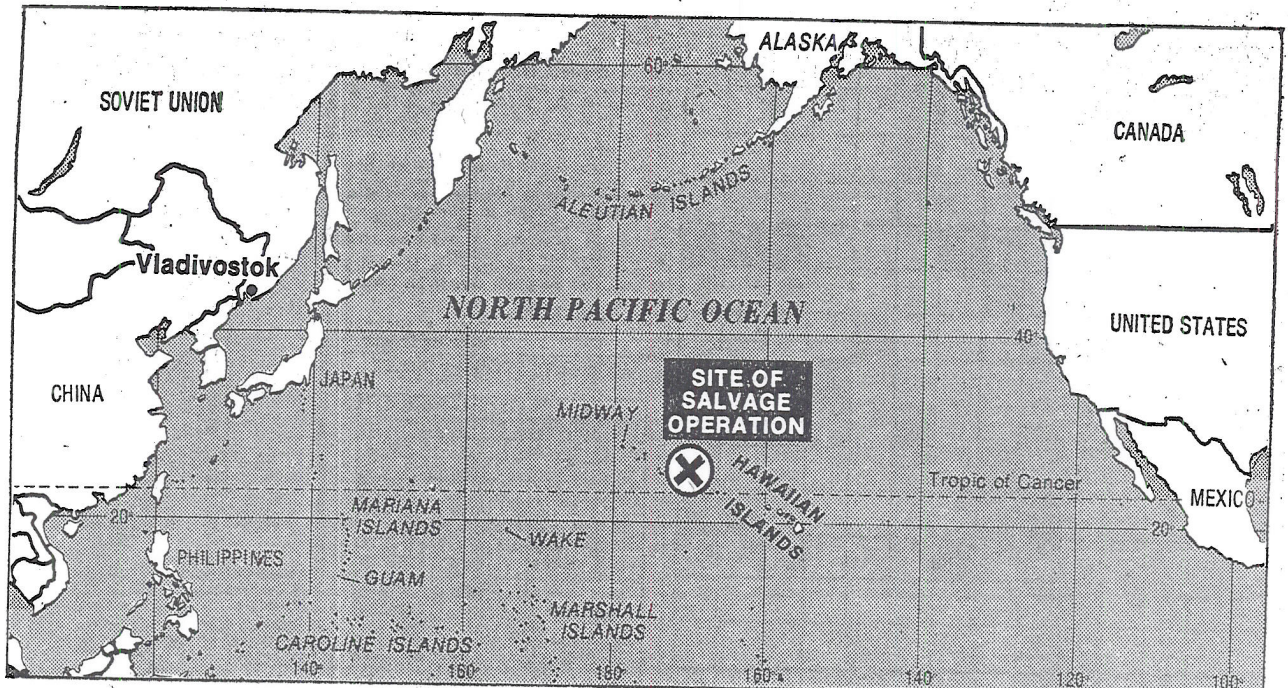 ALASKA
60°
SOVIET UNION
CANADA
ALEUTIAN ISLANDS
Vladivostok
NORTH PACIFIC OCEAN
UNITED STATES
40°
SITE OF
SALVAGE
OPERATION
JAPAN
CHINA
MIDWAY
HAWAIIAN
ISLANDS
Tropic of Cancer
MEXICO
MARIANA
ISLANDS
20°
20°
WAKE
PHILIPPINES
GUAM
MARSHALL
ISLANDS
CAROLINE ISLANDS
140°
160°
180°
160°
140°
120°
100°